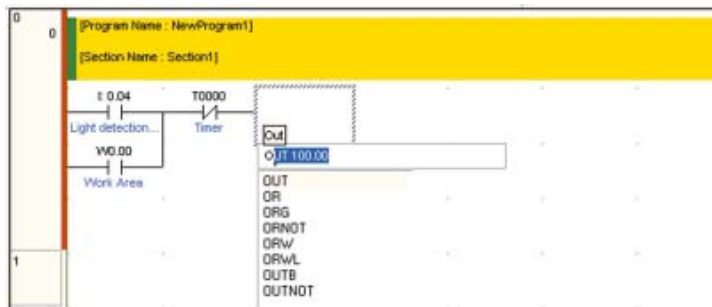 0
0
[Program Name : NewProgram1]
[Section Name : Section1]
I: 0.04
T0000
Light detection...
Timer
W0.00
Work Area
Out
OUT 100.00
OUT
OR
ORG
ORNOT
ORW
ORWL
OUTB
OUTNOT
1